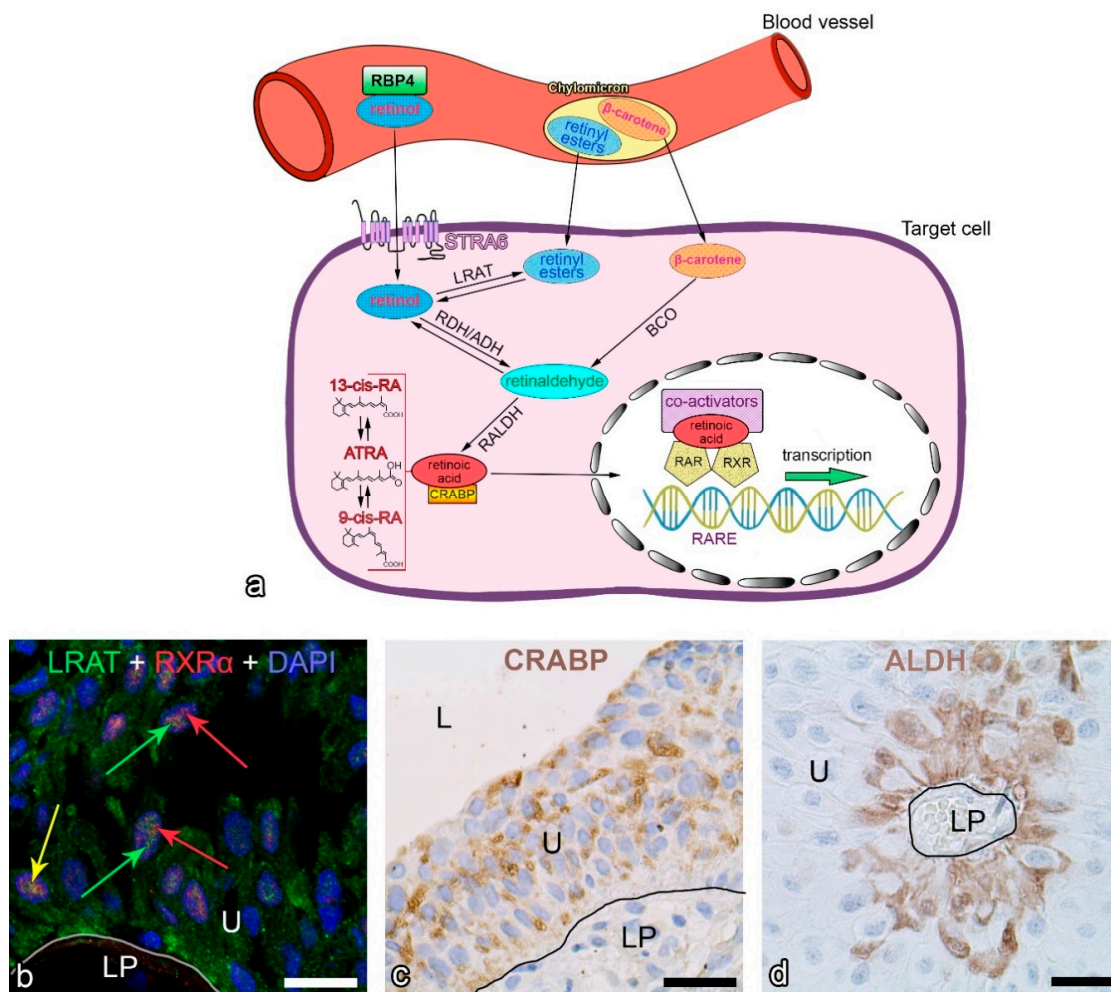 Blood vessel
RBP4
retinol
Chylomicron
β-carotene
retinyl
esters
STRA6
Target cell
retinyl
esters
β-carotene
LRAT
retinol
RDH/ADH
BCO
retinaldehyde
RALDH
13-cis-RA
COOH
ATRA
OH
O
9-cis-RA
COOH
retinoic
acid
CRABP
co-activators
retinoic
acid
RAR
RXR
transcription
RARE
a
LRAT + RXRα + DAPI
U
LP
b
CRABP
L
U
LP
c
ALDH
U
LP
d